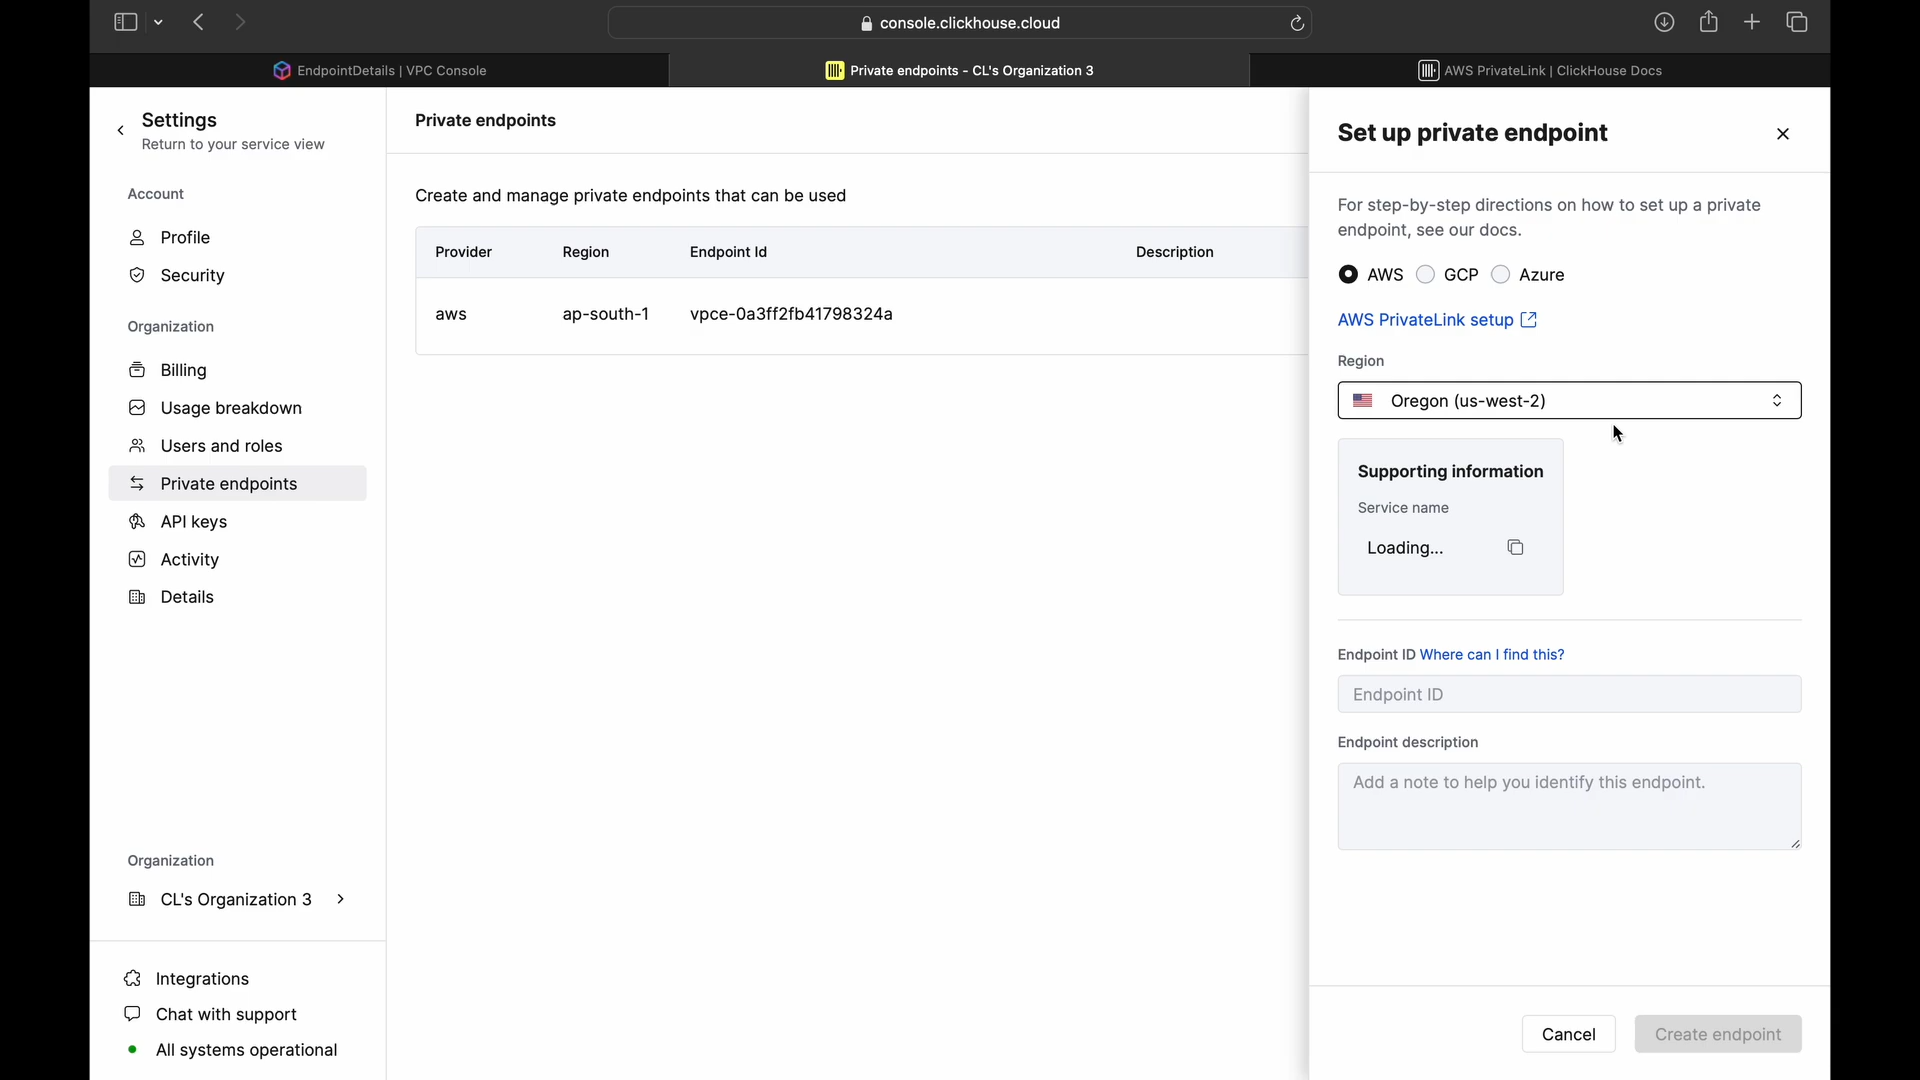 console.clickhouse.cloud
EndpointDetails | VPC Console
Private endpoints - CL's Organization 3
AWS PrivateLink | ClickHouse Docs
Settings
Return to your service view
Account
Profile
Security
Organization
Billing
Usage breakdown
Users and roles
Private endpoints
API keys
Activity
Details
Organization
CL's Organization 3
Integrations
Chat with support
All systems operational
Private endpoints
Create and manage private endpoints that can be used
Provider Region Endpoint Id Description
aws ap-south-1 vpce-0a3ff2fb41798324a
Set up private endpoint
For step-by-step directions on how to set up a private
endpoint, see our docs.
AWS GCP Azure
AWS PrivateLink setup
Region
Oregon (us-west-2)
Supporting information
Service name
Loading...
Endpoint ID Where can I find this?
Endpoint ID
Endpoint description
Add a note to help you identify this endpoint.
Cancel Create endpoint